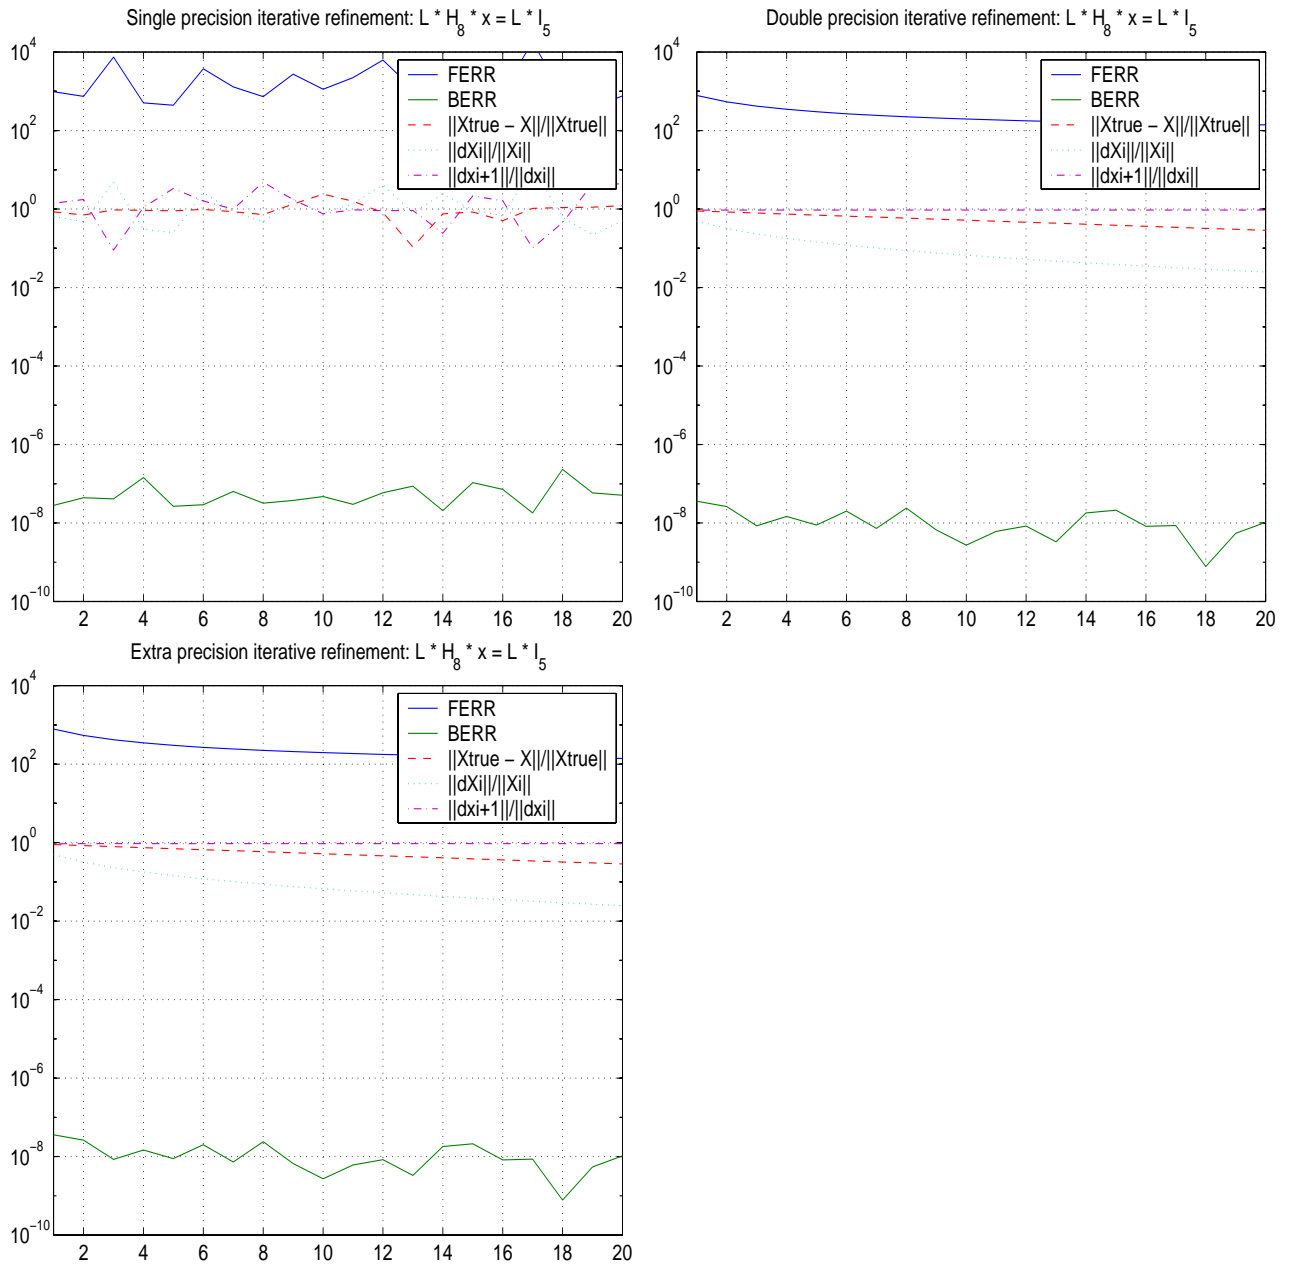 Single precision iterative refinement: L * H_8 * x = L * I_5
10^4
10^2
10^0
10^−2
10^−4
10^−6
10^−8
10^−10
2 4 6 8 10 12 14 16 18 20
FERR
BERR
||Xtrue − X||/||Xtrue||
||dXi||/||Xi||
||dxi+1||/||dxi||
Double precision iterative refinement: L * H_8 * x = L * I_5
10^4
10^2
10^0
10^−2
10^−4
10^−6
10^−8
10^−10
2 4 6 8 10 12 14 16 18 20
FERR
BERR
||Xtrue − X||/||Xtrue||
||dXi||/||Xi||
||dxi+1||/||dxi||
Extra precision iterative refinement: L * H_8 * x = L * I_5
10^4
10^2
10^0
10^−2
10^−4
10^−6
10^−8
10^−10
2 4 6 8 10 12 14 16 18 20
FERR
BERR
||Xtrue − X||/||Xtrue||
||dXi||/||Xi||
||dxi+1||/||dxi||